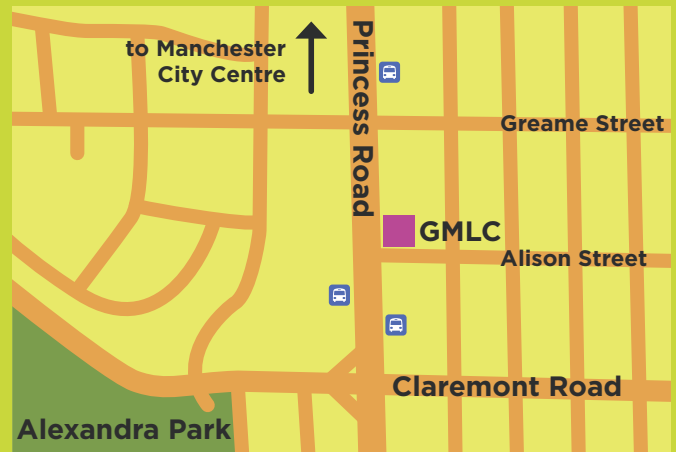 to Manchester
City Centre
Princess Road
Greame Street
GMLC
Alison Street
Claremont Road
Alexandra Park